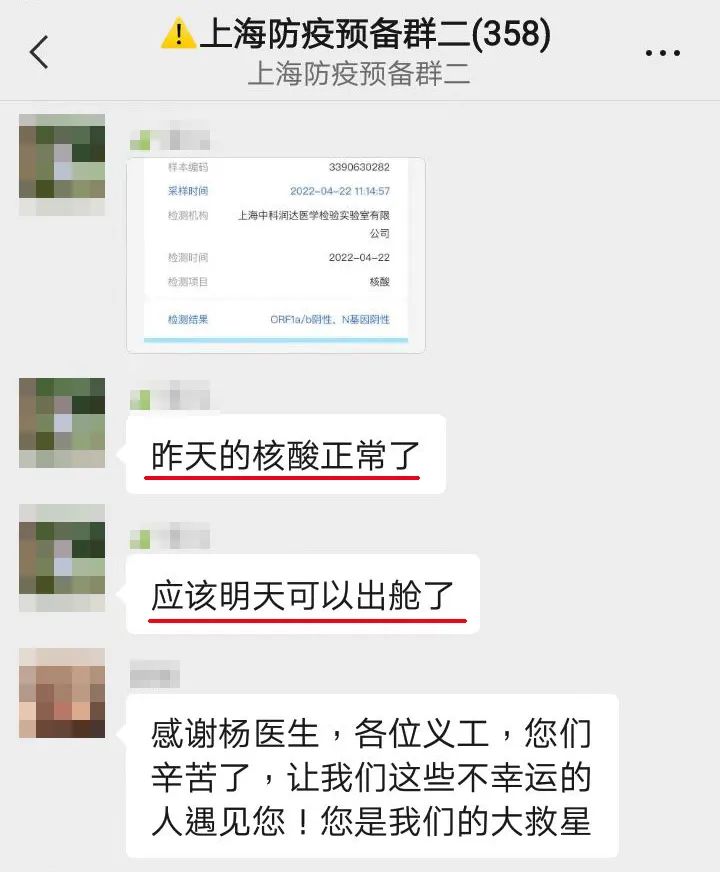 上海防疫预备群二(358)
上海防疫预备群二
样本编码 3390630282
采样时间 2022-04-22 11:14:57
检测机构 上海中科润达医学检验实验室有限
公司
检测时间 2022-04-22
检测项目 核酸
检测结果 ORF1a/b阴性、N基因阴性
昨天的核酸正常了
应该明天可以出舱了
感谢杨医生，各位义工，您们
辛苦了，让我们这些不幸运的
人遇见您！您是我们的大救星